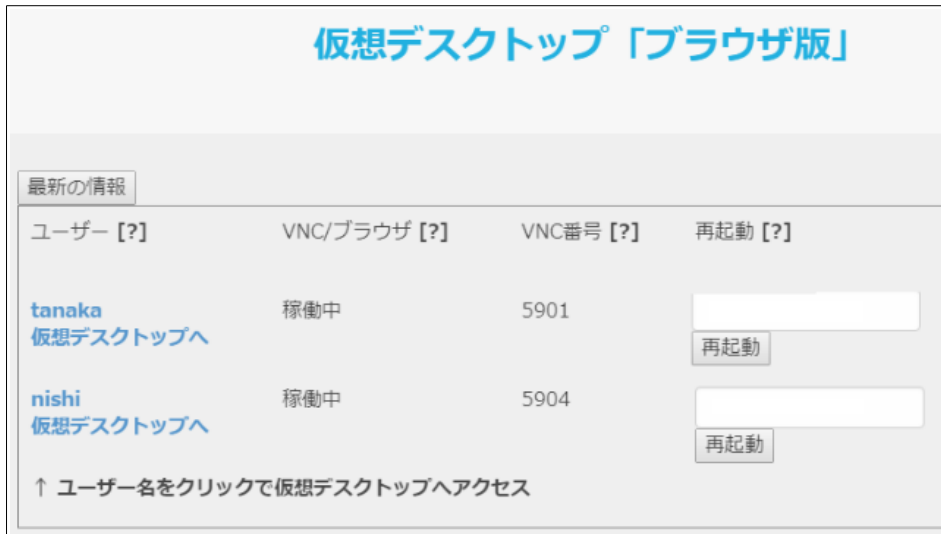 仮想デスクトップ「ブラウザ版」
最新の情報
ユーザー [?] VNC/ブラウザ [?] VNC番号 [?] 再起動 [?]
tanaka 稼働中 5901
仮想デスクトップへ
再起動
nishi 稼働中 5904
仮想デスクトップへ
再起動
↑ ユーザー名をクリックで仮想デスクトップへアクセス